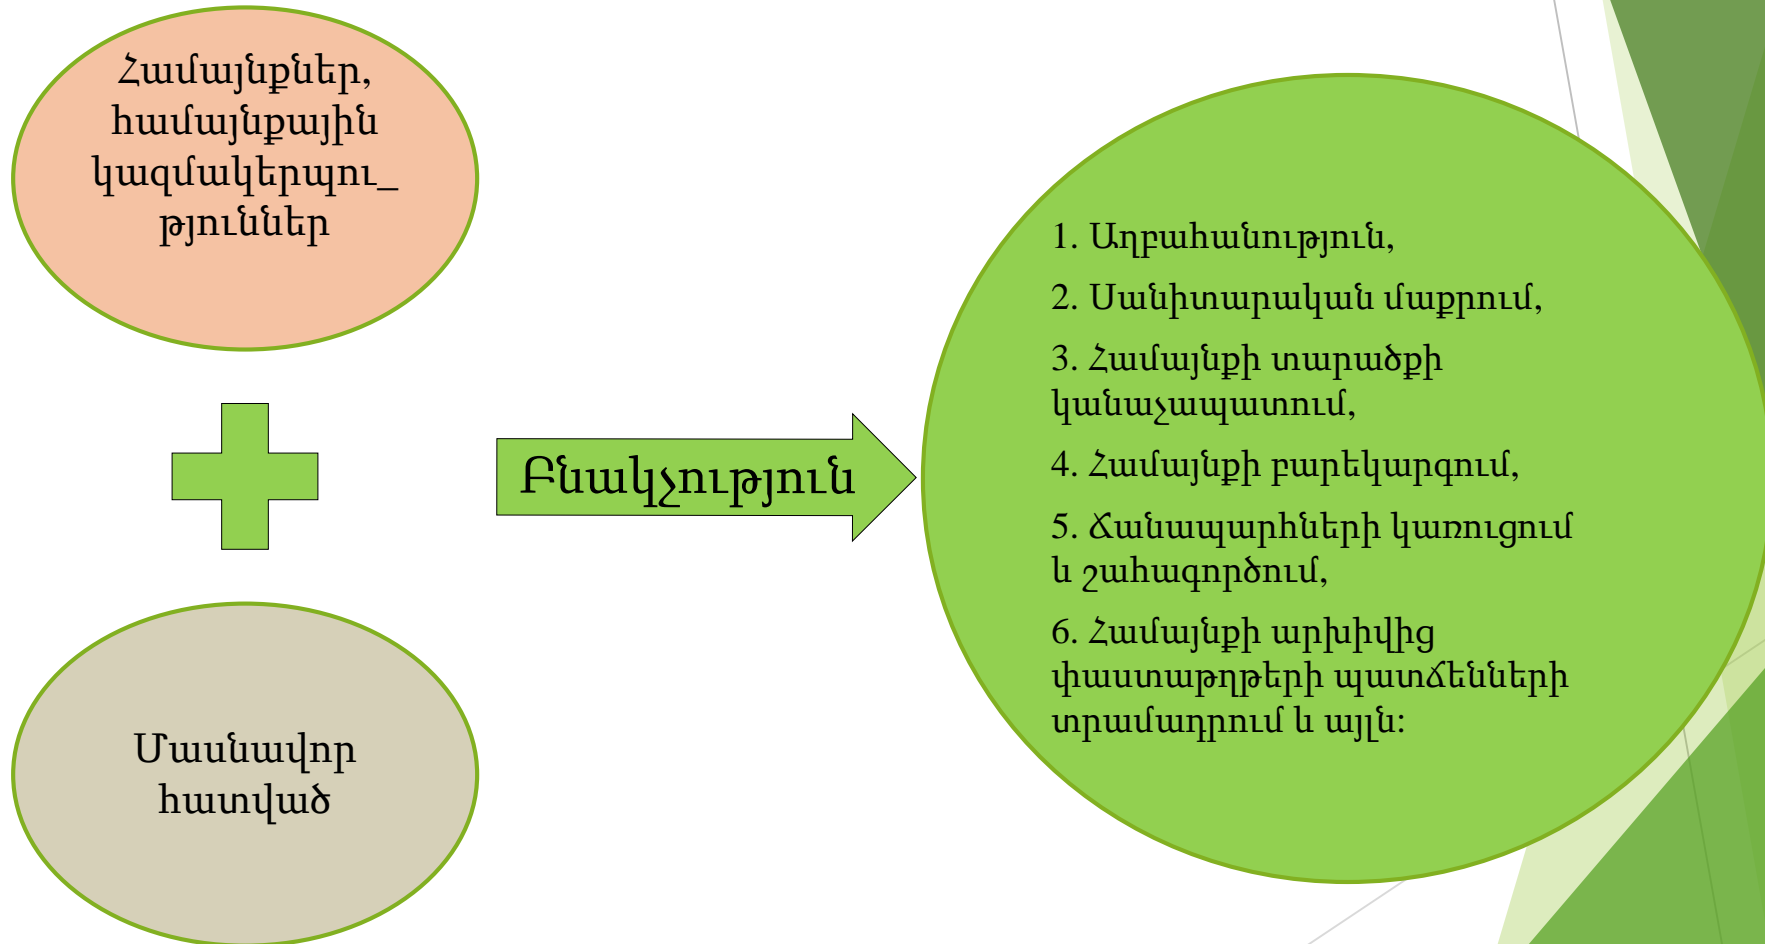 Համայնքներ,
համայնքային
կազմակերպու_
թյուններ
Մասնավոր
հատված
Բնակչություն
1. Աղբահանություն,
2. Սանիտարական մաքրում,
3. Համայնքի տարածքի
կանաչապատում,
4. Համայնքի բարեկարգում,
5. Ճանապարհների կառուցում
և շահագործում,
6. Համայնքի արխիվից
փաստաթղթերի պատճենների
տրամադրում և այլն: